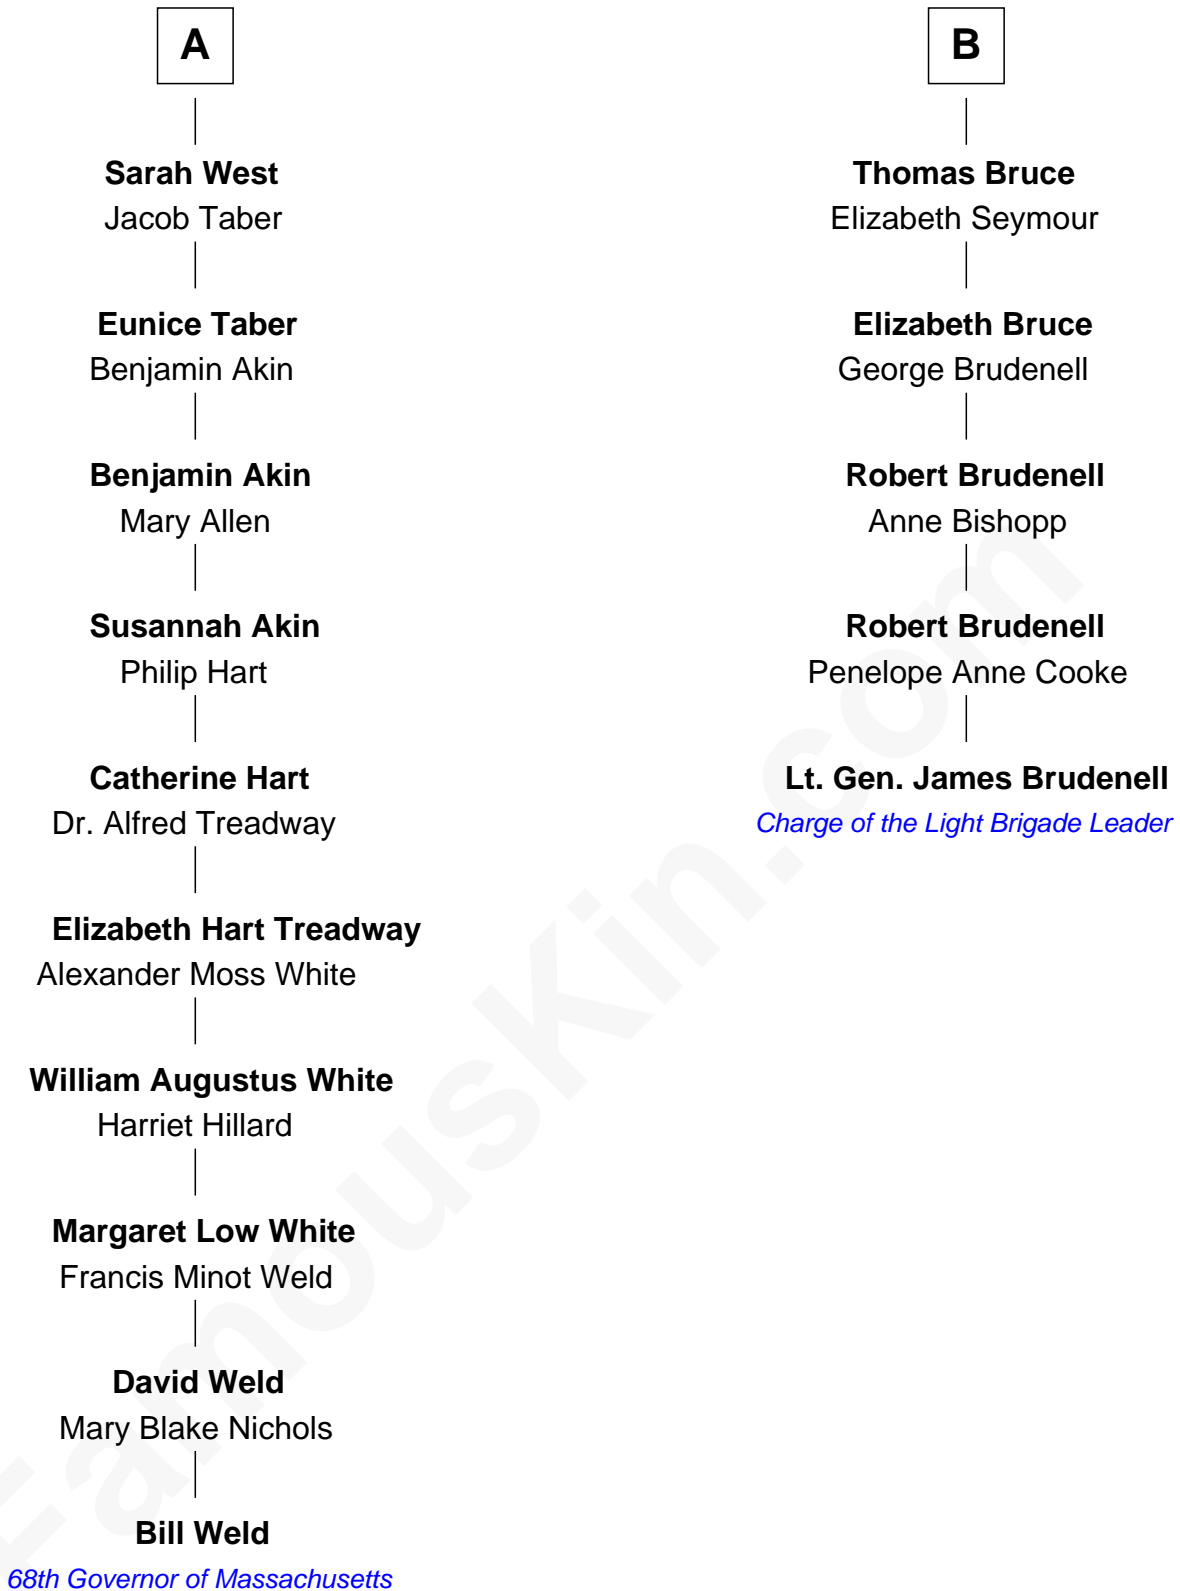 A
Sarah West
Jacob Taber
Eunice Taber
Benjamin Akin
Benjamin Akin
Mary Allen
Susannah Akin
Philip Hart
Catherine Hart
Dr. Alfred Treadway
Elizabeth Hart Treadway
Alexander Moss White
William Augustus White
Harriet Hillard
Margaret Low White
Francis Minot Weld
David Weld
Mary Blake Nichols
Bill Weld
68th Governor of Massachusetts
B
Thomas Bruce
Elizabeth Seymour
Elizabeth Bruce
George Brudenell
Robert Brudenell
Anne Bishopp
Robert Brudenell
Penelope Anne Cooke
Lt. Gen. James Brudenell
Charge of the Light Brigade Leader
FamousKin.com